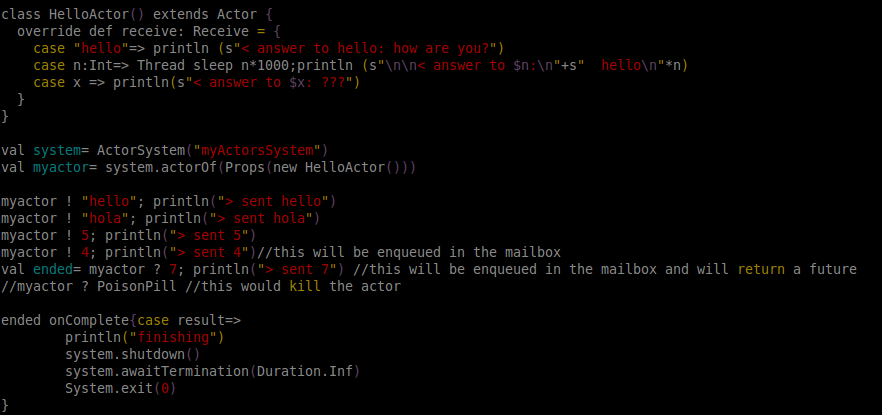 class HelloActor() extends Actor {
  override def receive: Receive = {
    case "hello"=> println (s"< answer to hello: how are you?")
    case n:Int=> Thread sleep n*1000;println (s"\n\n< answer to $n:\n"+s"  hello\n"*n)
    case x => println(s"< answer to $x: ???")
  }
}

val system= ActorSystem("myActorsSystem")
val myactor= system.actorOf(Props(new HelloActor()))

myactor ! "hello"; println("> sent hello")
myactor ! "hola"; println("> sent hola")
myactor ! 5; println("> sent 5")
myactor ! 4; println("> sent 4")//this will be enqueued in the mailbox
val ended= myactor ? 7; println("> sent 7") //this will be enqueued in the mailbox and will return a future
//myactor ? PoisonPill //this would kill the actor

ended onComplete{case result=>
        println("finishing")
        system.shutdown()
        system.awaitTermination(Duration.Inf)
        System.exit(0)
}